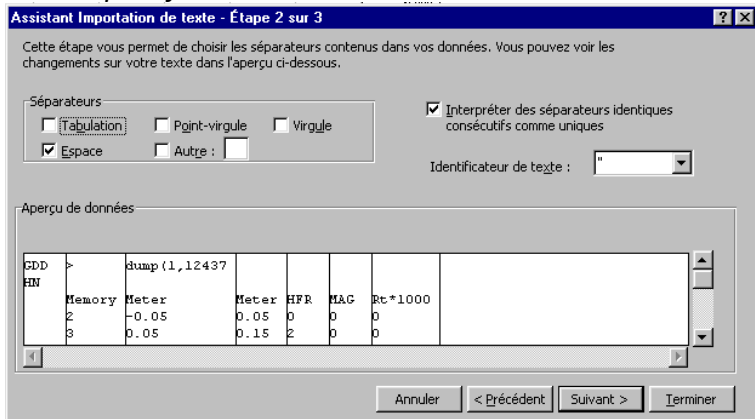 Assistant Importation de texte - Étape 2 sur 3
Cette étape vous permet de choisir les séparateurs contenus dans vos données. Vous pouvez voir les
changements sur votre texte dans l'aperçu ci-dessous.
Séparateurs
Tabulation Point-virgule Virgule
Espace Autre :
Interpréter des séparateurs identiques
consécutifs comme uniques
Identificateur de texte : "
Aperçu de données
GDD > dump(1,12437
HN
Memory Meter Meter HFR MAG Rt*1000
2 -0.05 0.05 0 0 0
3 0.05 0.15 2 0 0
Annuler < Précédent Suivant > Terminer